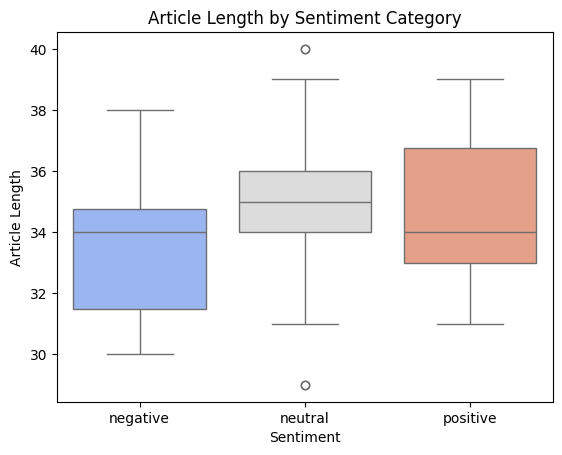 Article Length by Sentiment Category
Article Length
40
38
36
34
32
30
negative
neutral
positive
Sentiment